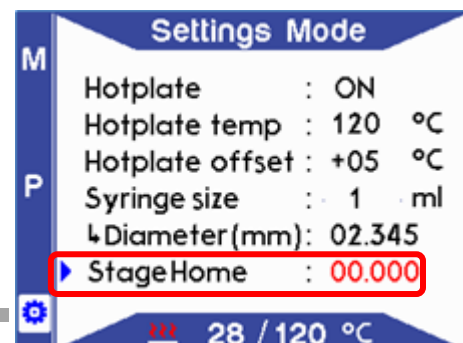 Settings Mode
M
Hotplate : ON
Hotplate temp : 120 °C
Hotplate offset : +05 °C
P
Syringe size : 1 ml
↳Diameter(mm): 02.345
StageHome : 00.000
28 / 120 °C